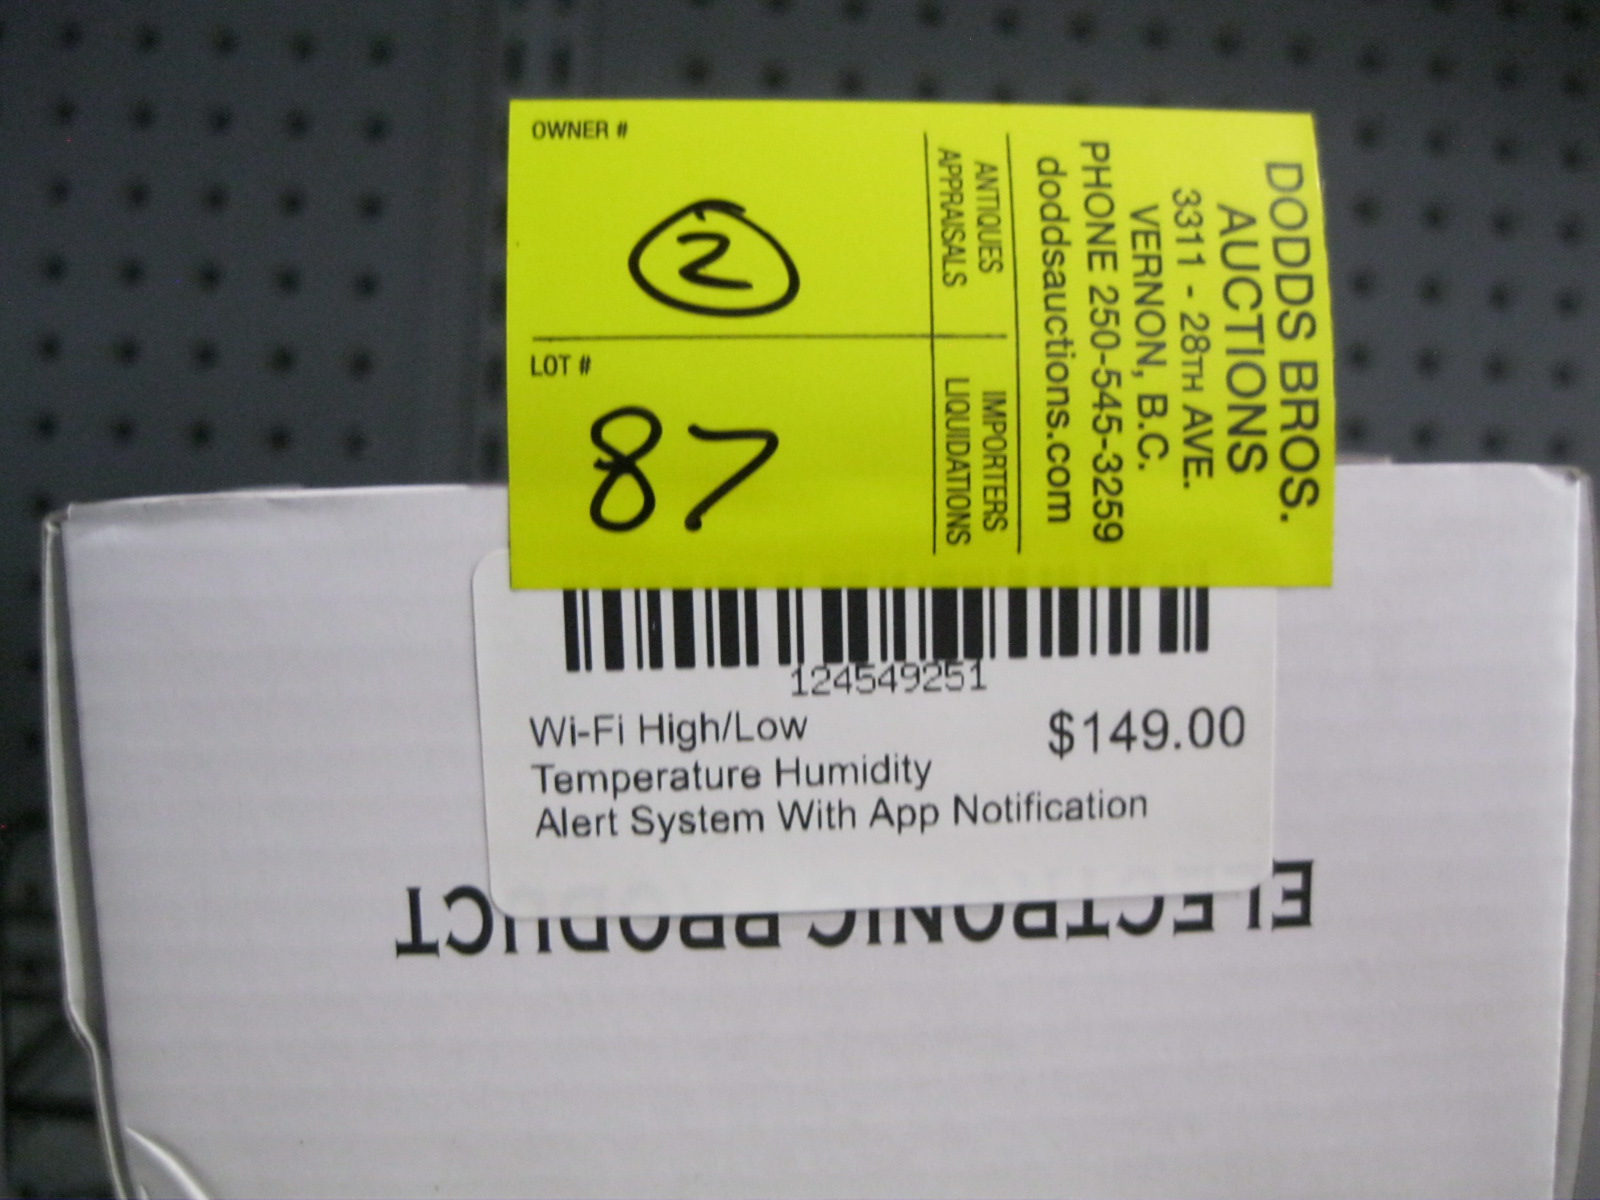 DODDS BROS.
AUCTIONS
3311 - 28TH AVE.
VERNON, B.C.
PHONE 250-545-3259
doddsauctions.com
ANTIQUES
APPRAISALS
IMPORTERS
LIQUIDATIONS
OWNER #
N
LOT #
87
124549251
Wi-Fi High/Low
$149.00
Temperature Humidity
Alert System With App Notification
ELECTRONIC PRODUCT